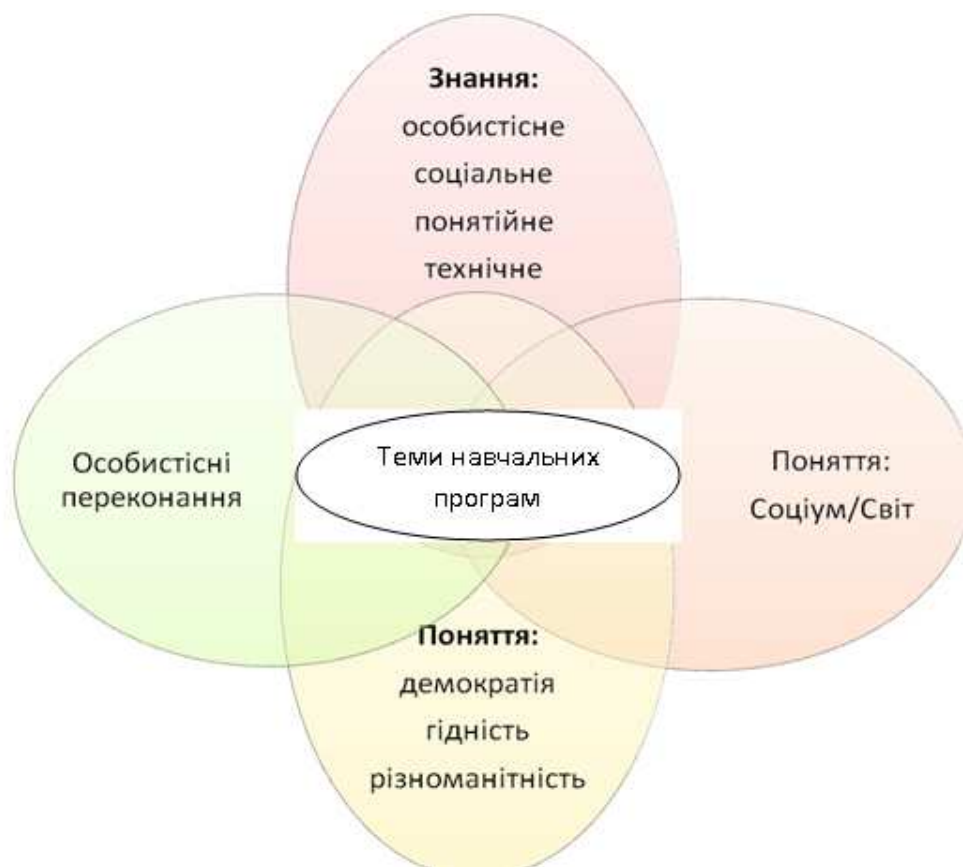 Знання:
особистісне
соціальне
понятійне
технічне
Особистісні
переконання
Теми навчальних
програм
Поняття:
Соціум/Світ
Поняття:
демократія
гідність
різноманітність